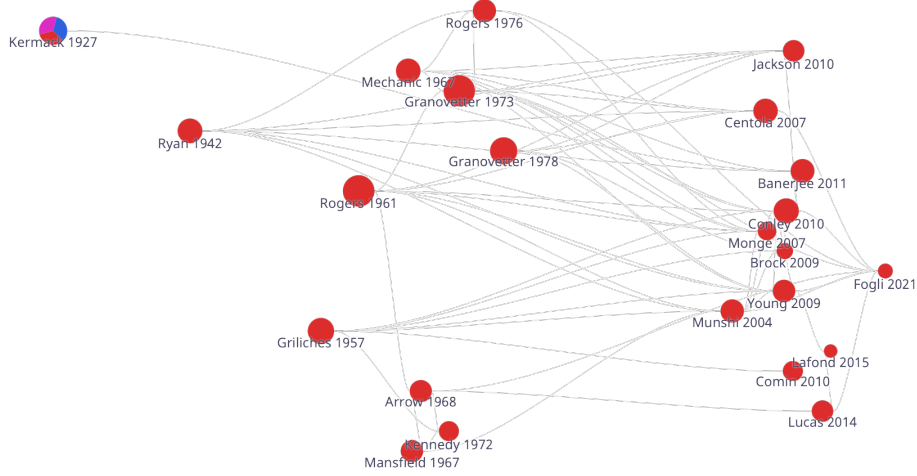 Rogers 1976
Kermack 1927
Jackson 2010
Mechanic 1967
Granovetter 1973
Centola 2007
Ryan 1942
Granovetter 1978
Banerjee 2011
Rogers 1961
Conley 2010
Monge 2007
Brock 2009
Fogli 2021
Young 2009
Munshi 2004
Griliches 1957
Lafond 2015
Comin 2010
Arrow 1968
Lucas 2014
Kennedy 1972
Mansfield 1967